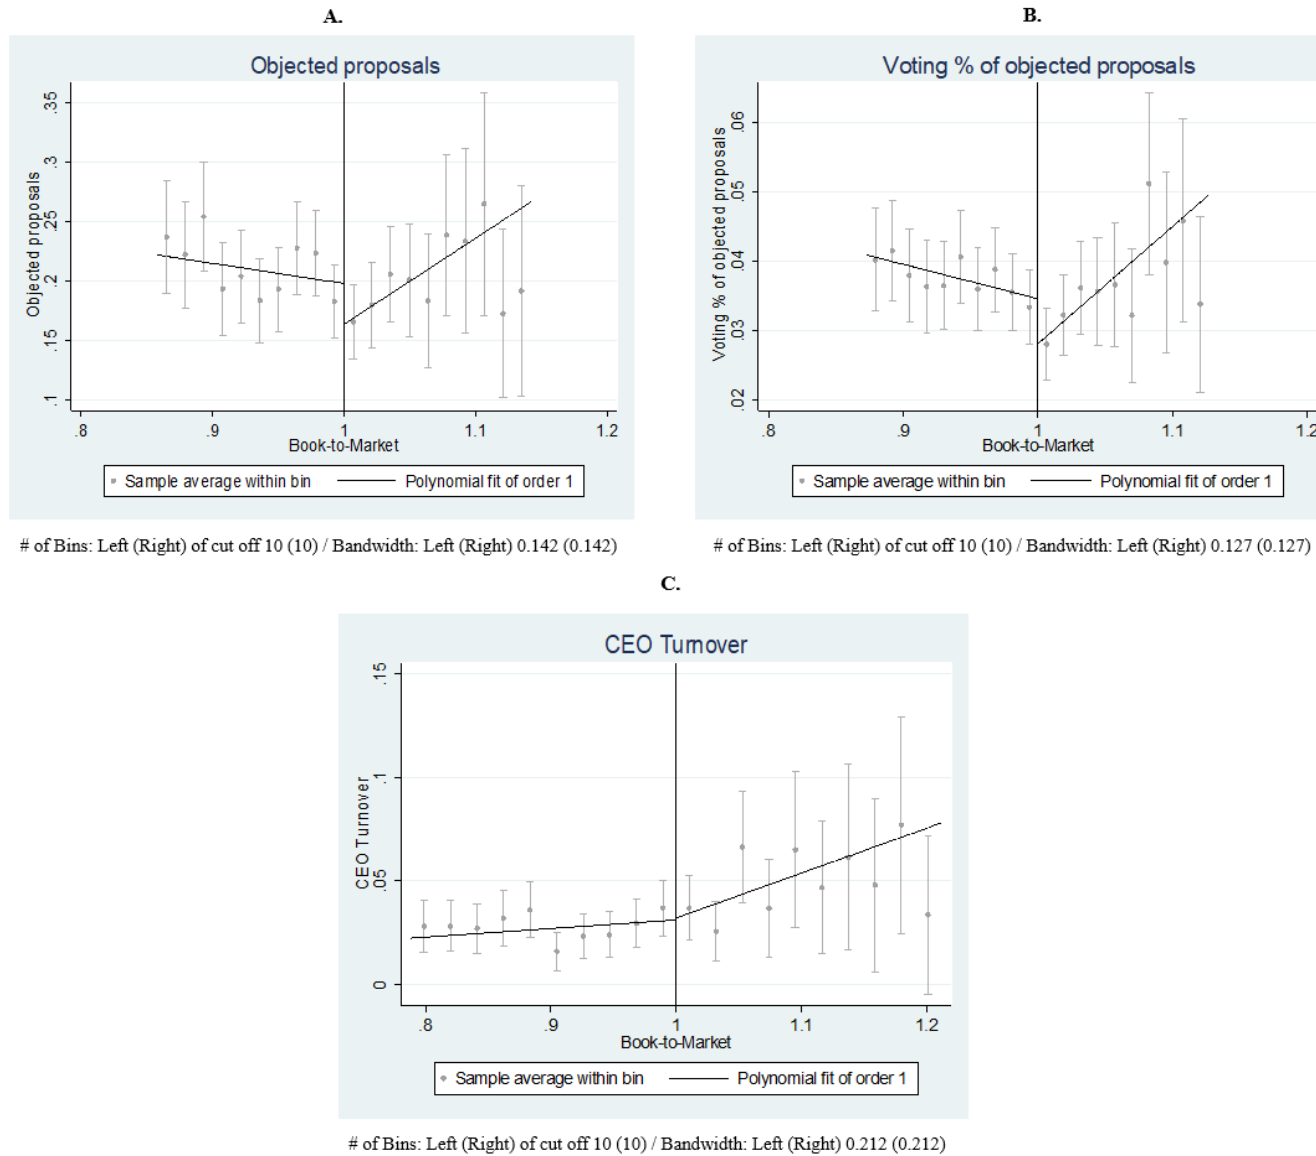 A.
Objected proposals
Objected proposals
.35
.3
.25
.2
.15
.1
.8
.9
1
1.1
1.2
Book-to-Market
Sample average within bin
Polynomial fit of order 1
# of Bins: Left (Right) of cut off 10 (10) / Bandwidth: Left (Right) 0.142 (0.142)
B.
Voting % of objected proposals
Voting % of objected proposals
.06
.05
.04
.03
.02
.8
.9
1
1.1
1.2
Book-to-Market
Sample average within bin
Polynomial fit of order 1
# of Bins: Left (Right) of cut off 10 (10) / Bandwidth: Left (Right) 0.127 (0.127)
C.
CEO Turnover
CEO Turnover
.15
.1
.05
0
.8
.9
1
1.1
1.2
Book-to-Market
Sample average within bin
Polynomial fit of order 1
# of Bins: Left (Right) of cut off 10 (10) / Bandwidth: Left (Right) 0.212 (0.212)